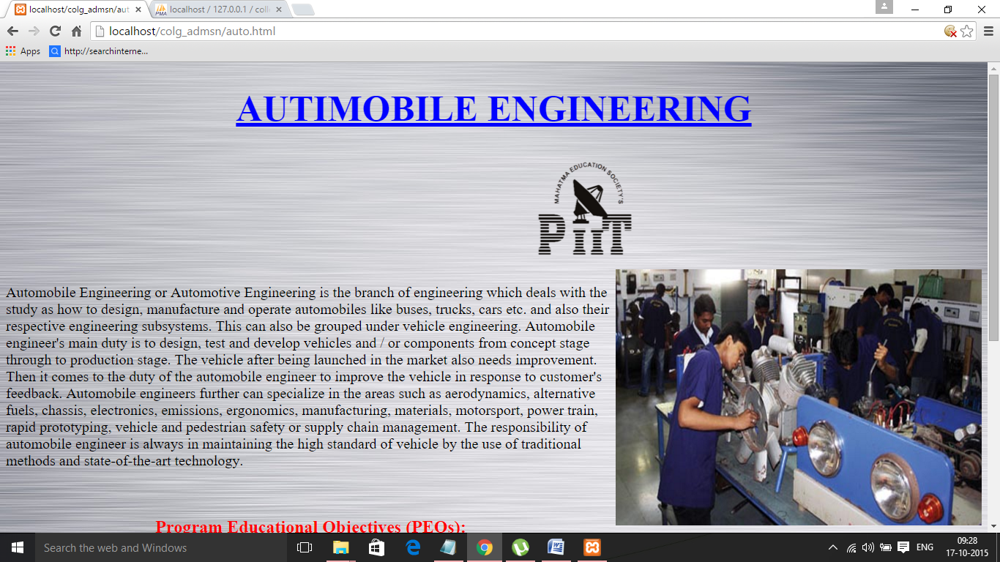 localhost/colg_admsn/aut
localhost / 127.0.0.1 / coll
localhost/colg_admsn/auto.html
Apps
http://searchinterne...
AUTIMOBILE ENGINEERING
MAHATMA EDUCATION SOCIETY'S
PIIT
Automobile Engineering or Automotive Engineering is the branch of engineering which deals with the
study as how to design, manufacture and operate automobiles like buses, trucks, cars etc. and also their
respective engineering subsystems. This can also be grouped under vehicle engineering. Automobile
engineer's main duty is to design, test and develop vehicles and / or components from concept stage
through to production stage. The vehicle after being launched in the market also needs improvement.
Then it comes to the duty of the automobile engineer to improve the vehicle in response to customer's
feedback. Automobile engineers further can specialize in the areas such as aerodynamics, alternative
fuels, chassis, electronics, emissions, ergonomics, manufacturing, materials, motorsport, power train,
rapid prototyping, vehicle and pedestrian safety or supply chain management. The responsibility of
automobile engineer is always in maintaining the high standard of vehicle by the use of traditional
methods and state-of-the-art technology.
Program Educational Objectives (PEOs):
Search the web and Windows
ENG
09:28
17-10-2015